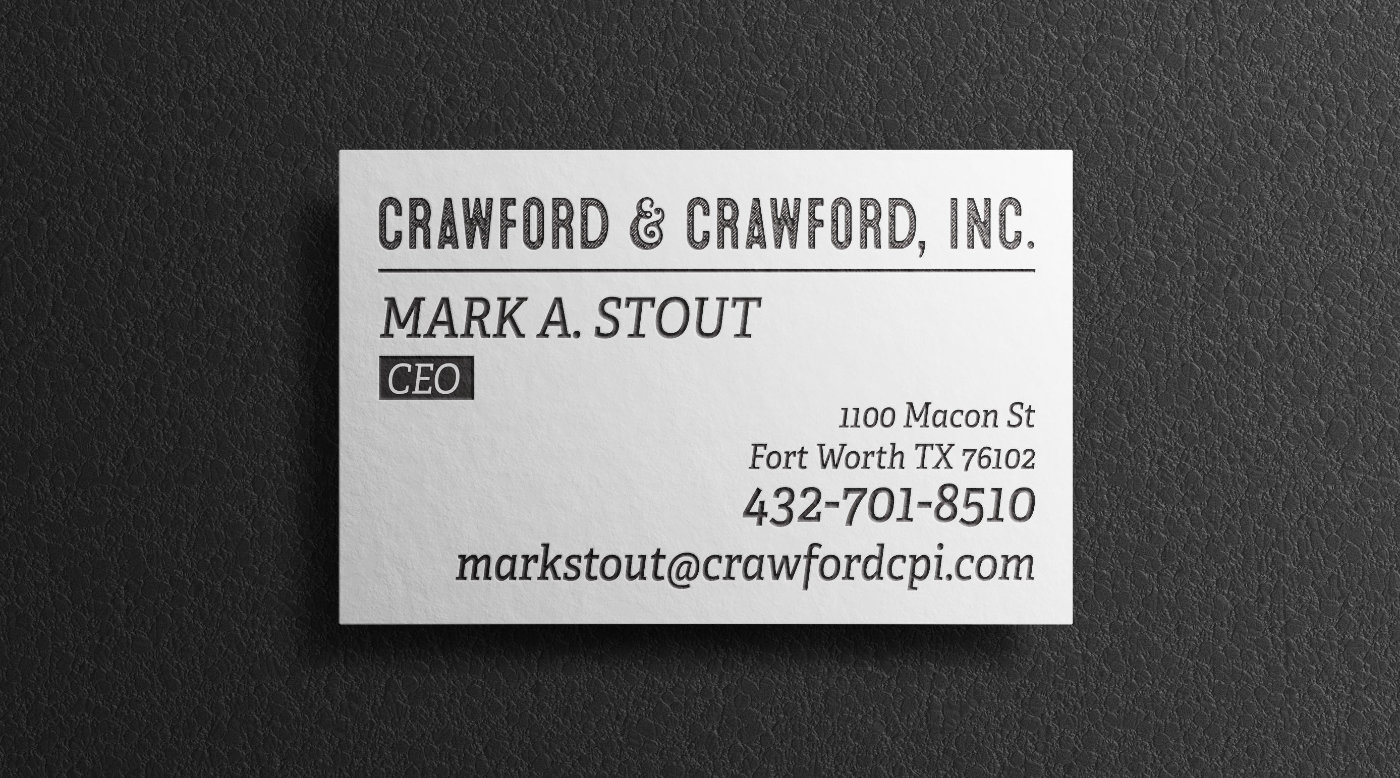 CRAWFORD & CRAWFORD, INC.
MARK A. STOUT
CEO
1100 Macon St
Fort Worth TX 76102
432-701-8510
markstout@crawfordcpi.com